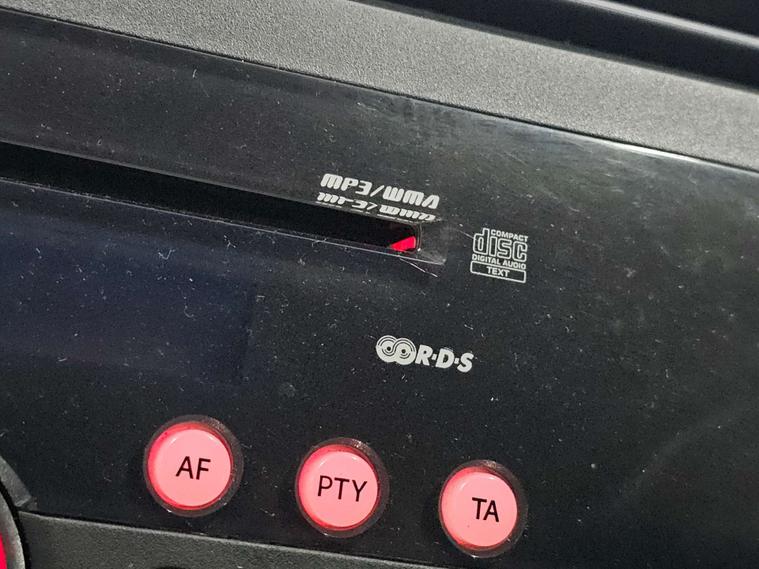 MP3/WMA
COMPACT
disc
DIGITAL AUDIO
TEXT
R·D·S
AF
PTY
TA